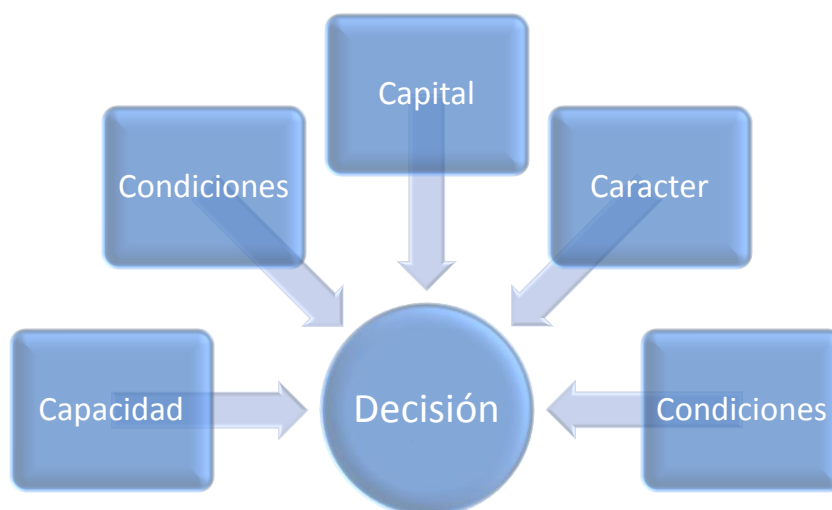 Capital
Condiciones
Caracter
Capacidad
Decisión
Condiciones